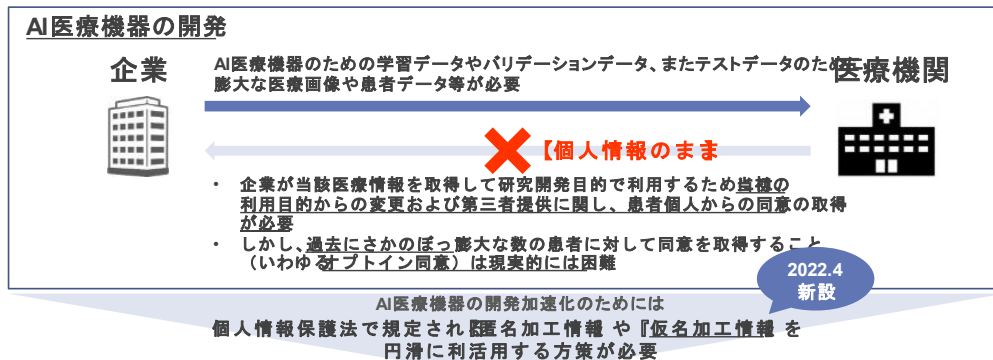 AI医療機器の開発
企業
AI医療機器のための学習データやバリデーションデータ、またテストデータのため
膨大な医療画像や患者データ等が必要
医療機関
【個人情報のまま】
• 企業が当該医療情報を取得して研究開発目的で利用するため、当初の
利用目的からの変更および第三者提供に関し、患者個人からの同意の取得
が必要
• しかし、過去にさかのぼっ膨大な数の患者に対して同意を取得すること
（いわゆるオプトイン同意）は現実的には困難
2022.4
新設
AI医療機器の開発加速化のためには
個人情報保護法で規定され『匿名加工情報』や『仮名加工情報』を
円滑に利活用する方策が必要